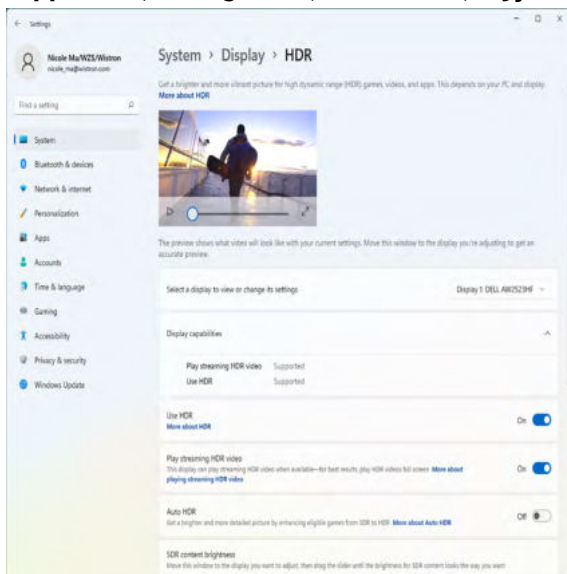 Settings
Nicole Ma/WZS/Wistron
nicole_ma@wistron.com
Find a setting
System
Bluetooth & devices
Network & internet
Personalization
Apps
Accounts
Time & language
Gaming
Accessibility
Privacy & security
Windows Update
System > Display > HDR
Get a brighter and more vibrant picture for high dynamic range (HDR) games, videos, and apps. This depends on your PC and display.
More about HDR
The preview shows what video will look like with your current settings. Move this window to the display you're adjusting to get an
accurate preview.
Select a display to view or change its settings
Display 1: DELL AW2523HF
Display capabilities
Play streaming HDR video Supported
Use HDR Supported
Use HDR
More about HDR
On
Play streaming HDR video
This display can play streaming HDR video when available—for best results, play HDR videos full screen. More about
playing streaming HDR video
On
Auto HDR
Get a brighter and more detailed picture by enhancing eligible games from SDR to HDR. More about Auto HDR
Off
SDR content brightness
Move this window to the display you want to adjust, then drag the slider until the brightness for SDR content looks the way you want